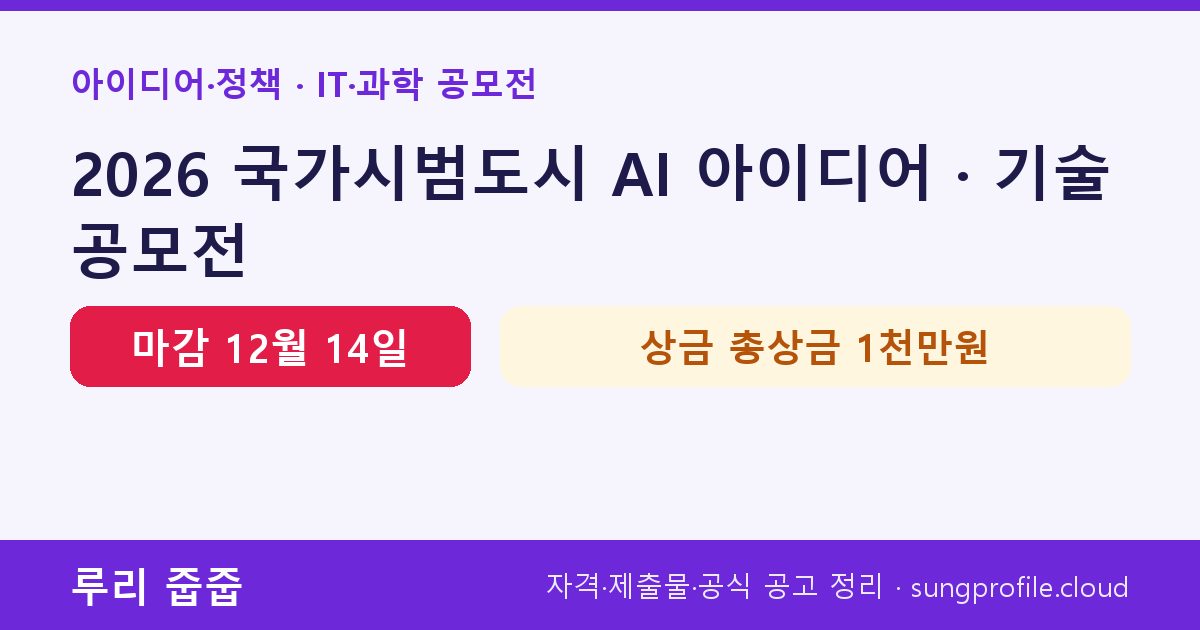 아이디어·정책 · IT·과학 공모전
2026 국가시범도시 AI 아이디어 · 기술
공모전
마감 12월 14일
상금 총상금 1천만원
루리 줍줍
자격·제출물·공식 공고 정리 · sungprofile.cloud